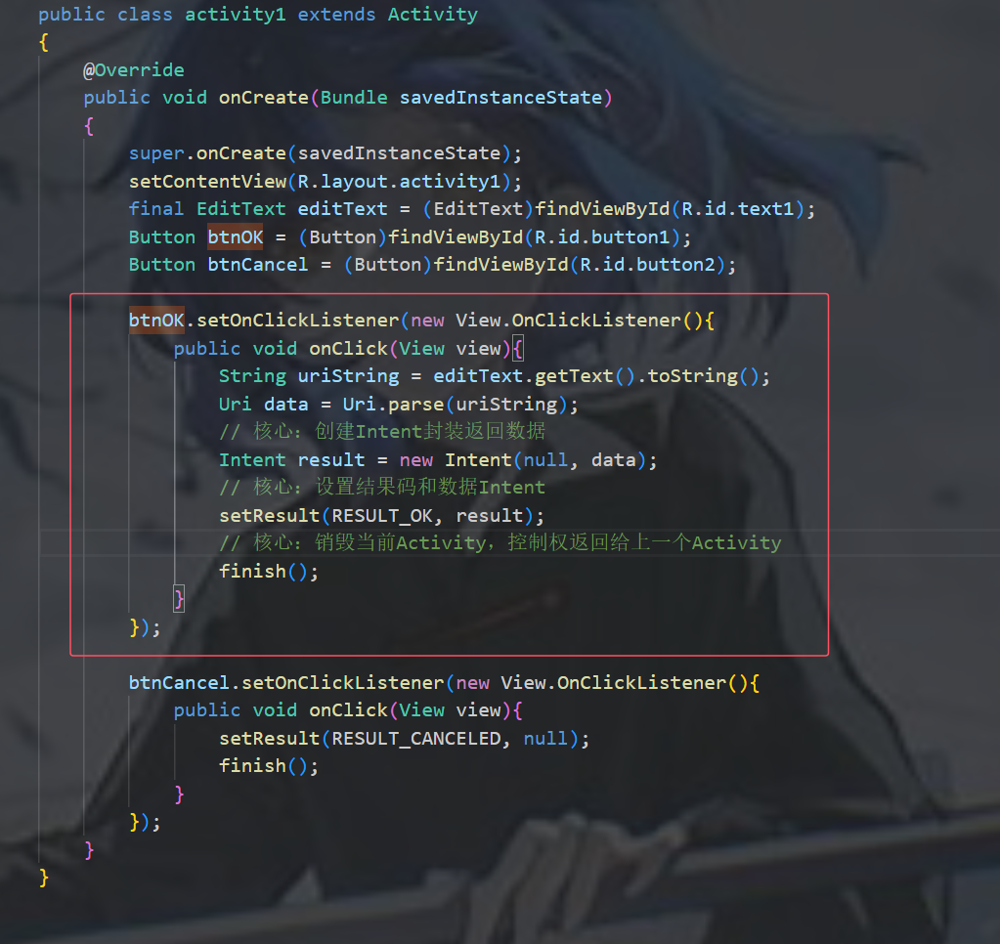 public class activity1 extends Activity
{
@Override
public void onCreate(Bundle savedInstanceState)
{
super.onCreate(savedInstanceState);
setContentView(R.layout.activity1);
final EditText editText = (EditText)findViewById(R.id.text1);
Button btnOK = (Button)findViewById(R.id.button1);
Button btnCancel = (Button)findViewById(R.id.button2);
btnOK.setOnClickListener(new View.OnClickListener(){
public void onClick(View view){
String uriString = editText.getText().toString();
Uri data = Uri.parse(uriString);
// 核心: 创建Intent封装返回数据
Intent result = new Intent(null, data);
// 核心: 设置结果码和数据Intent
setResult(RESULT_OK, result);
// 核心: 销毁当前Activity, 控制权返回给上一个Activity
finish();
}
});
btnCancel.setOnClickListener(new View.OnClickListener(){
public void onClick(View view){
setResult(RESULT_CANCELED, null);
finish();
}
});
}
}